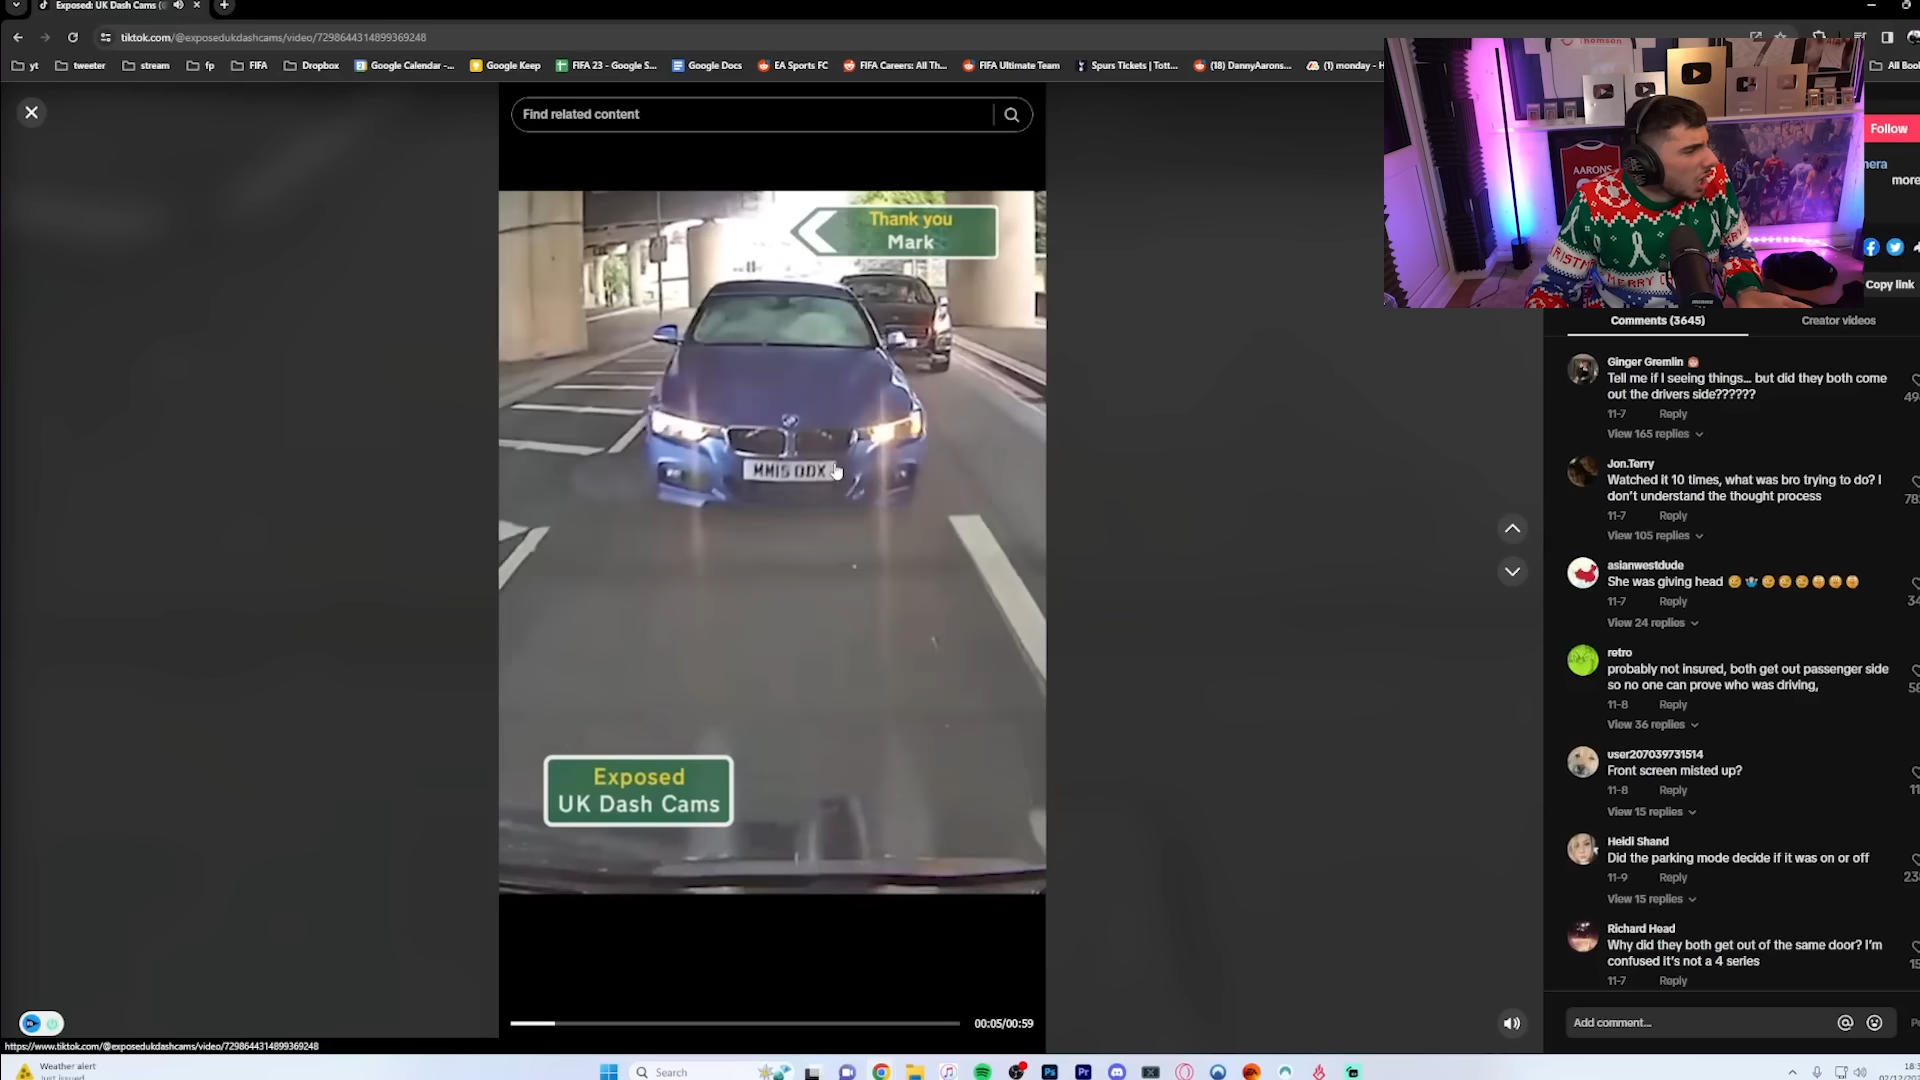 Exposed: UK Dash Cams (
tiktok.com/@exposedukdashcams/video/7298644314899369248
yt
tweeter
stream
fp
FIFA
Dropbox
Google Calendar -...
Google Keep
FIFA 23 - Google S...
Google Docs
EA Sports FC
FIFA Careers: All Th...
FIFA Ultimate Team
Spurs Tickets | Tott...
(18) DannyAarons...
(1) monday - H
All Boo
Find related content
Thank you
Mark
MM15 ODX
Exposed
UK Dash Cams
00:05/00:59
Thomson
AARONS
MERRY
Follow
nera
more
Copy link
Comments (3645)
Creator videos
Ginger Gremlin
Tell me if I seeing things... but did they both come
out the drivers side??????
11-7 Reply
View 165 replies
Jon.Terry
Watched it 10 times, what was bro trying to do? I
don't understand the thought process
11-7 Reply
View 105 replies
asianwestdude
She was giving head
11-7 Reply
View 24 replies
retro
probably not insured, both get out passenger side
so no one can prove who was driving,
11-8 Reply
View 36 replies
user207039731514
Front screen misted up?
11-8 Reply
View 15 replies
Heidi Shand
Did the parking mode decide if it was on or off
11-9 Reply
View 15 replies
Richard Head
Why did they both get out of the same door? I'm
confused it's not a 4 series
11-7 Reply
Add comment...
https://www.tiktok.com/@exposedukdashcams/video/7298644314899369248
Weather alert
Just issued
Search